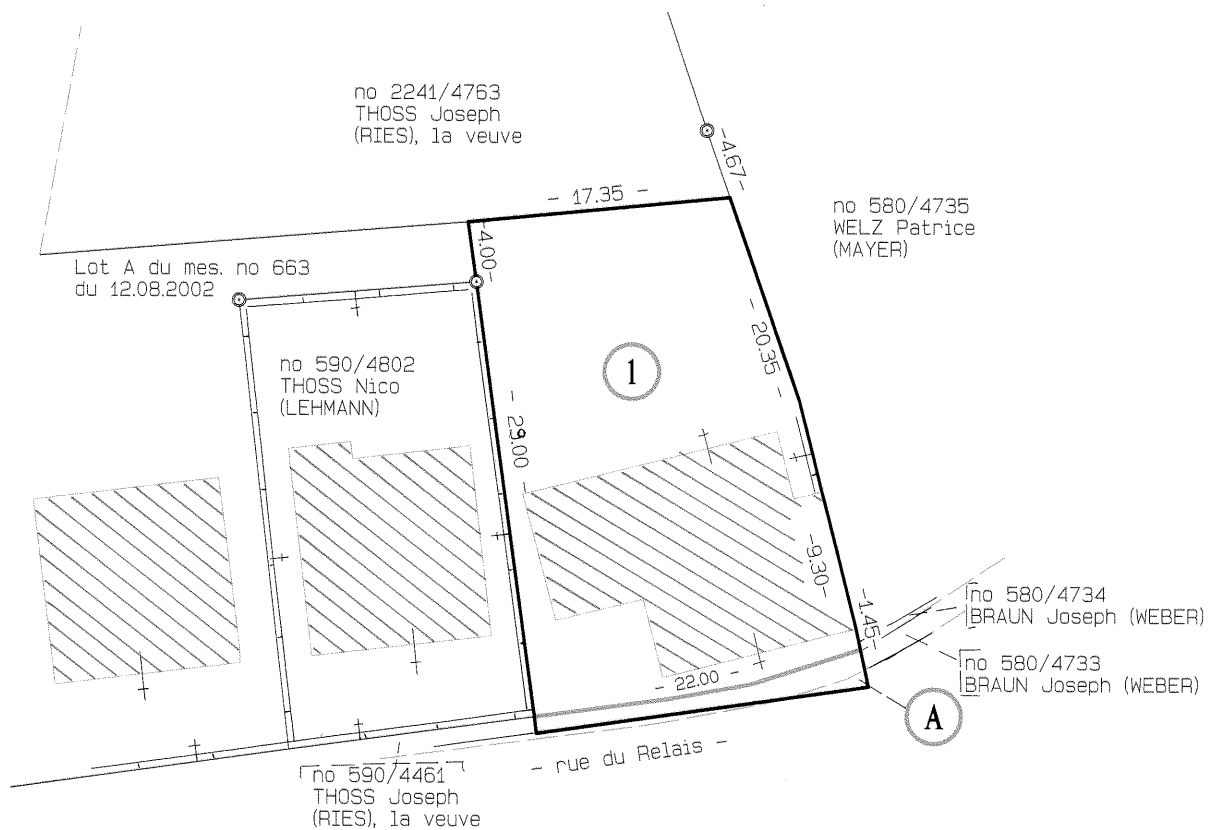 no 2241/4763
THOSS Joseph
(RIES), la veuve
-4.67-
- 17.35 -
no 580/4735
WELZ Patrice
(MAYER)
-4.00-
Lot A du mes. no 663
du 12.08.2002
- 20.35 -
no 590/4802
THOSS Nico
(LEHMANN)
1
- 29.00 -
-9.30-
-1.45-
no 580/4734
BRAUN Joseph (WEBER)
no 580/4733
BRAUN Joseph (WEBER)
- 22.00 -
A
- rue du Relais -
no 590/4461
THOSS Joseph
(RIES), la veuve